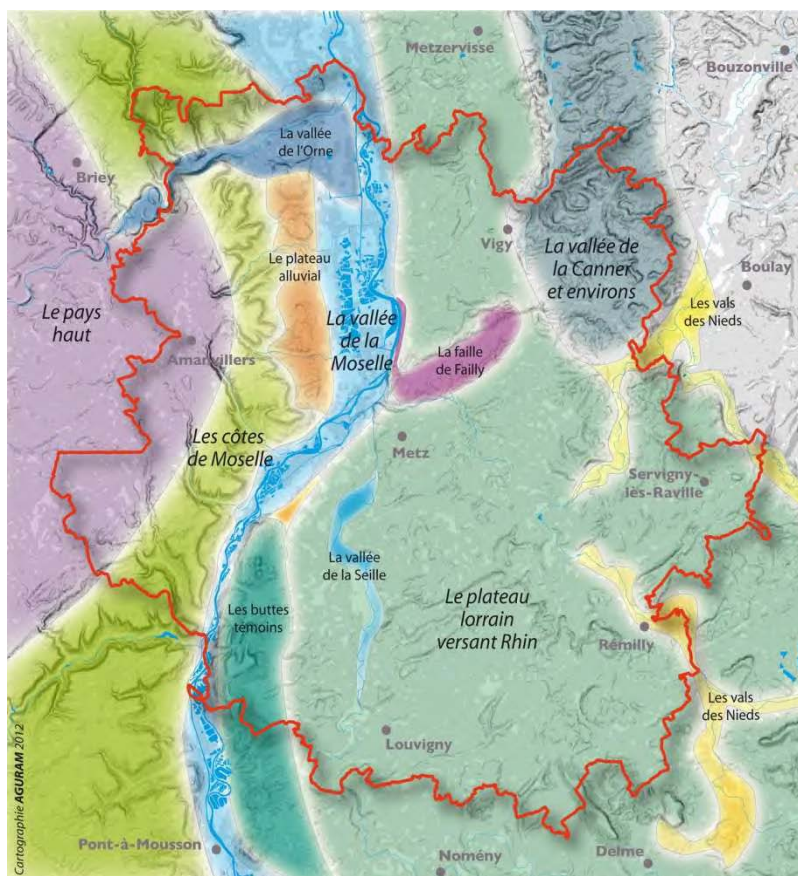 Metzervisse
Bouzonville
La vallée
de l'Orne
Briey
Vigy
La vallée de
la Canner
et environs
Boulay
Le plateau
alluvial
Le pays
haut
La vallée
de la
Moselle
Les vals
des Nieds
Amanvillers
La faille
de Failly
Les côtes
de Moselle
Metz
Servigny-
lès-Raville
La vallée
de la Seille
Les buttes
témoins
Le plateau
lorrain
versant Rhin
Rémilly
Les vals
des Nieds
Louvigny
Cartographie AGURAM 2012
Pont-à-Mousson
Nomény
Delme